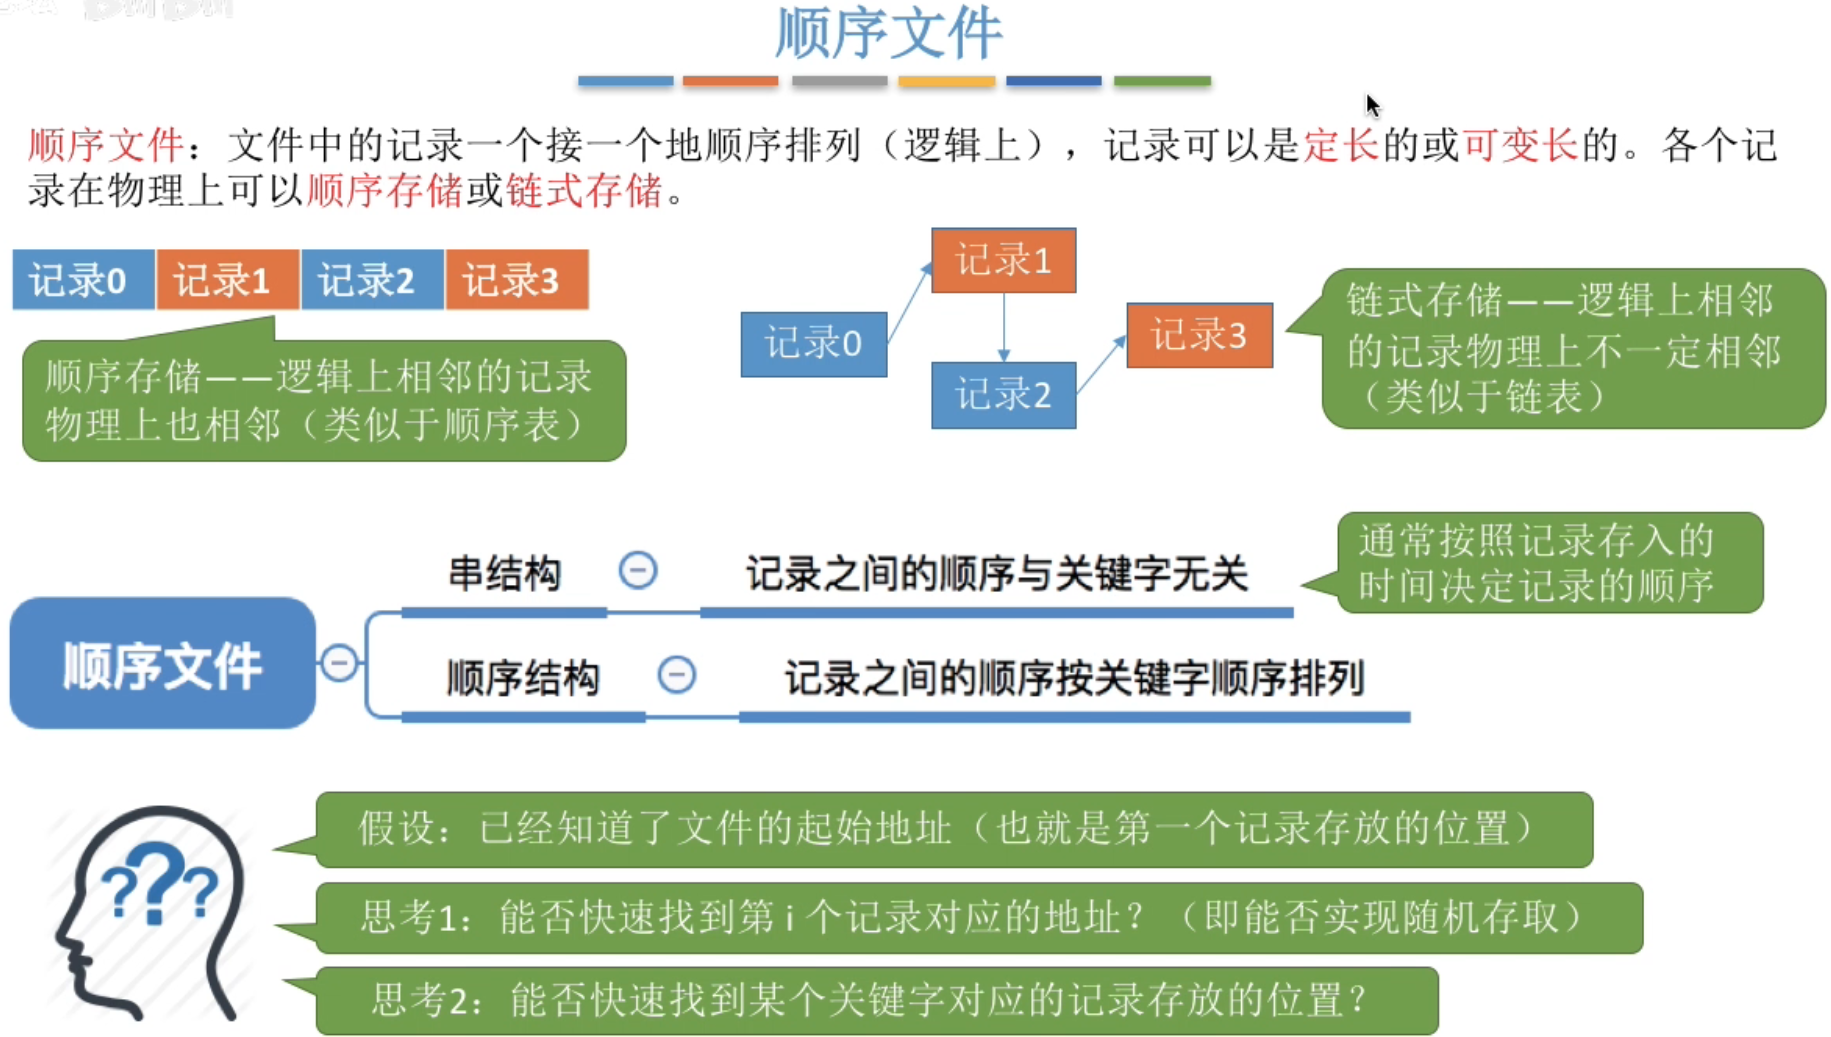 顺序文件
顺序文件：文件中的记录一个接一个地顺序排列（逻辑上），记录可以是定长的或可变长的。各个记
录在物理上可以顺序存储或链式存储。
记录0 记录1 记录2 记录3
顺序存储——逻辑上相邻的记录
物理上也相邻（类似于顺序表）
记录0
记录1
记录2
记录3
链式存储——逻辑上相邻
的记录物理上不一定相邻
（类似于链表）
顺序文件
串结构
记录之间的顺序与关键字无关
通常按照记录存入的
时间决定记录的顺序
顺序结构
记录之间的顺序按关键字顺序排列
???
假设：已经知道了文件的起始地址（也就是第一个记录存放的位置）
思考1：能否快速找到第 i 个记录对应的地址？（即能否实现随机存取）
思考2：能否快速找到某个关键字对应的记录存放的位置？